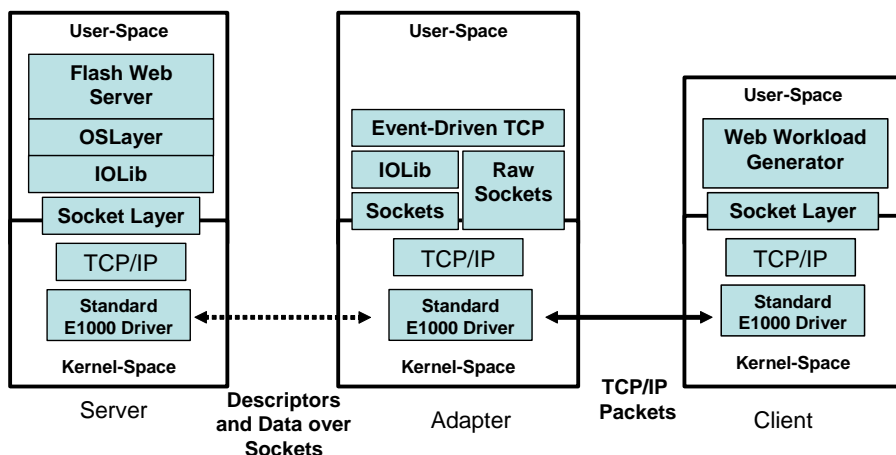 User-Space
Flash Web
Server
OSLayer
IOLib
Socket Layer
TCP/IP
Standard
E1000 Driver
Kernel-Space
Server
Descriptors
and Data over
Sockets
User-Space
Event-Driven TCP
IOLib
Sockets
Raw
Sockets
TCP/IP
Standard
E1000 Driver
Kernel-Space
Adapter
TCP/IP
Packets
User-Space
Web Workload
Generator
Socket Layer
TCP/IP
Standard
E1000 Driver
Kernel-Space
Client